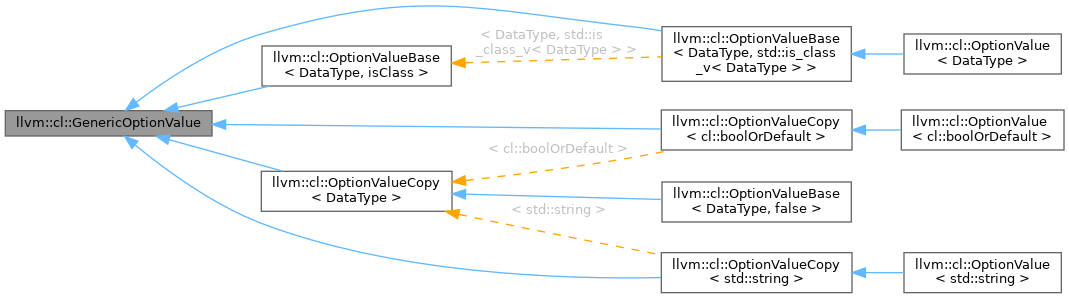 llvm::cl::GenericOptionValue
llvm::cl::OptionValueBase
< DataType, isClass >
< DataType, std::is
_class_v< DataType > >
llvm::cl::OptionValueBase
< DataType, std::is_class
_v< DataType > >
llvm::cl::OptionValue
< DataType >
llvm::cl::OptionValueCopy
< DataType >
< cl::boolOrDefault >
llvm::cl::OptionValueCopy
< cl::boolOrDefault >
llvm::cl::OptionValue
< cl::boolOrDefault >
llvm::cl::OptionValueBase
< DataType, false >
< std::string >
llvm::cl::OptionValueCopy
< std::string >
llvm::cl::OptionValue
< std::string >